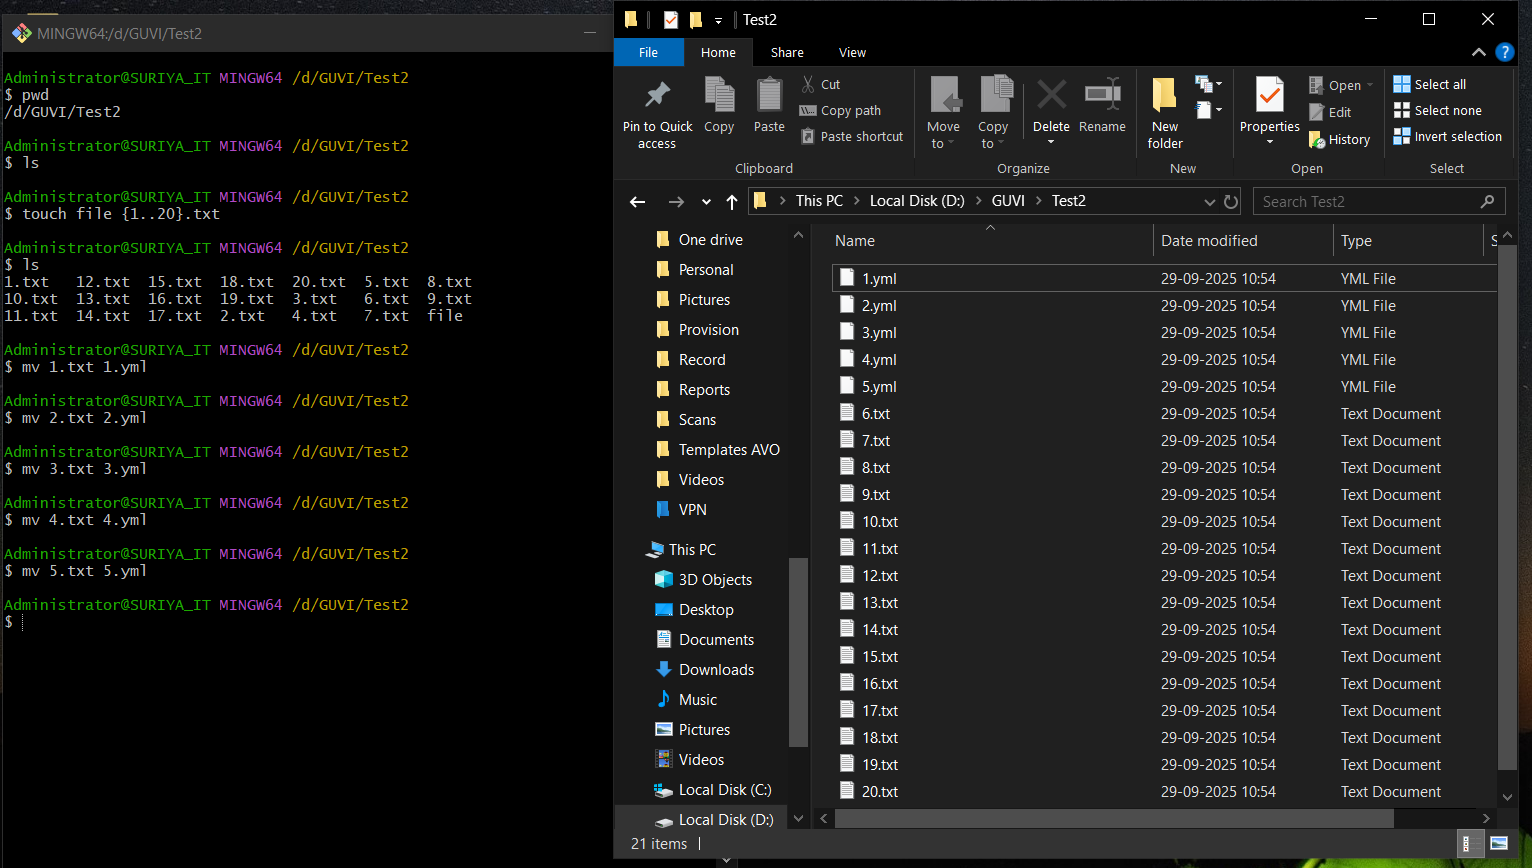 MINGW64:/d/GUVI/Test2
Administrator@SURIYA_IT MINGW64 /d/GUVI/Test2
$ pwd
/d/GUVI/Test2
Administrator@SURIYA_IT MINGW64 /d/GUVI/Test2
$ ls
Administrator@SURIYA_IT MINGW64 /d/GUVI/Test2
$ touch file {1..20}.txt
Administrator@SURIYA_IT MINGW64 /d/GUVI/Test2
$ ls
1.txt 12.txt 15.txt 18.txt 20.txt 5.txt 8.txt
10.txt 13.txt 16.txt 19.txt 3.txt 6.txt 9.txt
11.txt 14.txt 17.txt 2.txt 4.txt 7.txt file
Administrator@SURIYA_IT MINGW64 /d/GUVI/Test2
$ mv 1.txt 1.yml
Administrator@SURIYA_IT MINGW64 /d/GUVI/Test2
$ mv 2.txt 2.yml
Administrator@SURIYA_IT MINGW64 /d/GUVI/Test2
$ mv 3.txt 3.yml
Administrator@SURIYA_IT MINGW64 /d/GUVI/Test2
$ mv 4.txt 4.yml
Administrator@SURIYA_IT MINGW64 /d/GUVI/Test2
$ mv 5.txt 5.yml
Administrator@SURIYA_IT MINGW64 /d/GUVI/Test2
$
Test2
File Home Share View
Pin to Quick access
Copy
Paste
Cut
Copy path
Paste shortcut
Clipboard
Move to
Copy to
Delete
Rename
Organize
New folder
New
Properties
Open
Edit
History
Open
Select all
Select none
Invert selection
Select
This PC > Local Disk (D:) > GUVI > Test2
Search Test2
One drive
Personal
Pictures
Provision
Record
Reports
Scans
Templates AVO
Videos
VPN
This PC
3D Objects
Desktop
Documents
Downloads
Music
Pictures
Videos
Local Disk (C:)
Local Disk (D:)
Name Date modified Type S
1.yml 29-09-2025 10:54 YML File
2.yml 29-09-2025 10:54 YML File
3.yml 29-09-2025 10:54 YML File
4.yml 29-09-2025 10:54 YML File
5.yml 29-09-2025 10:54 YML File
6.txt 29-09-2025 10:54 Text Document
7.txt 29-09-2025 10:54 Text Document
8.txt 29-09-2025 10:54 Text Document
9.txt 29-09-2025 10:54 Text Document
10.txt 29-09-2025 10:54 Text Document
11.txt 29-09-2025 10:54 Text Document
12.txt 29-09-2025 10:54 Text Document
13.txt 29-09-2025 10:54 Text Document
14.txt 29-09-2025 10:54 Text Document
15.txt 29-09-2025 10:54 Text Document
16.txt 29-09-2025 10:54 Text Document
17.txt 29-09-2025 10:54 Text Document
18.txt 29-09-2025 10:54 Text Document
19.txt 29-09-2025 10:54 Text Document
20.txt 29-09-2025 10:54 Text Document
21 items